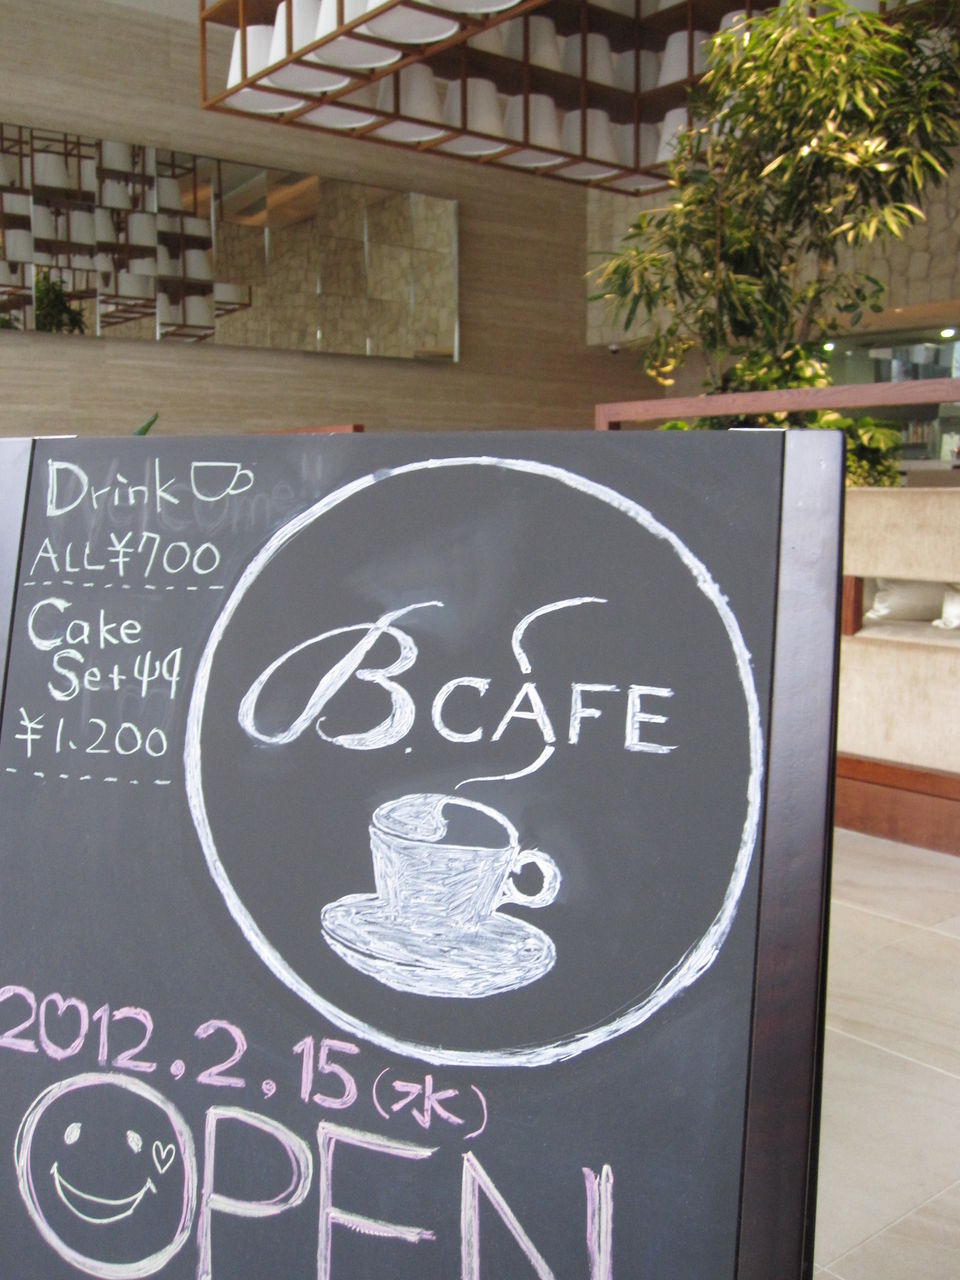 Drink
ALL ¥700
Cake
Set
¥1.200
B.CAFE
2012.2.15(水)
OPEN